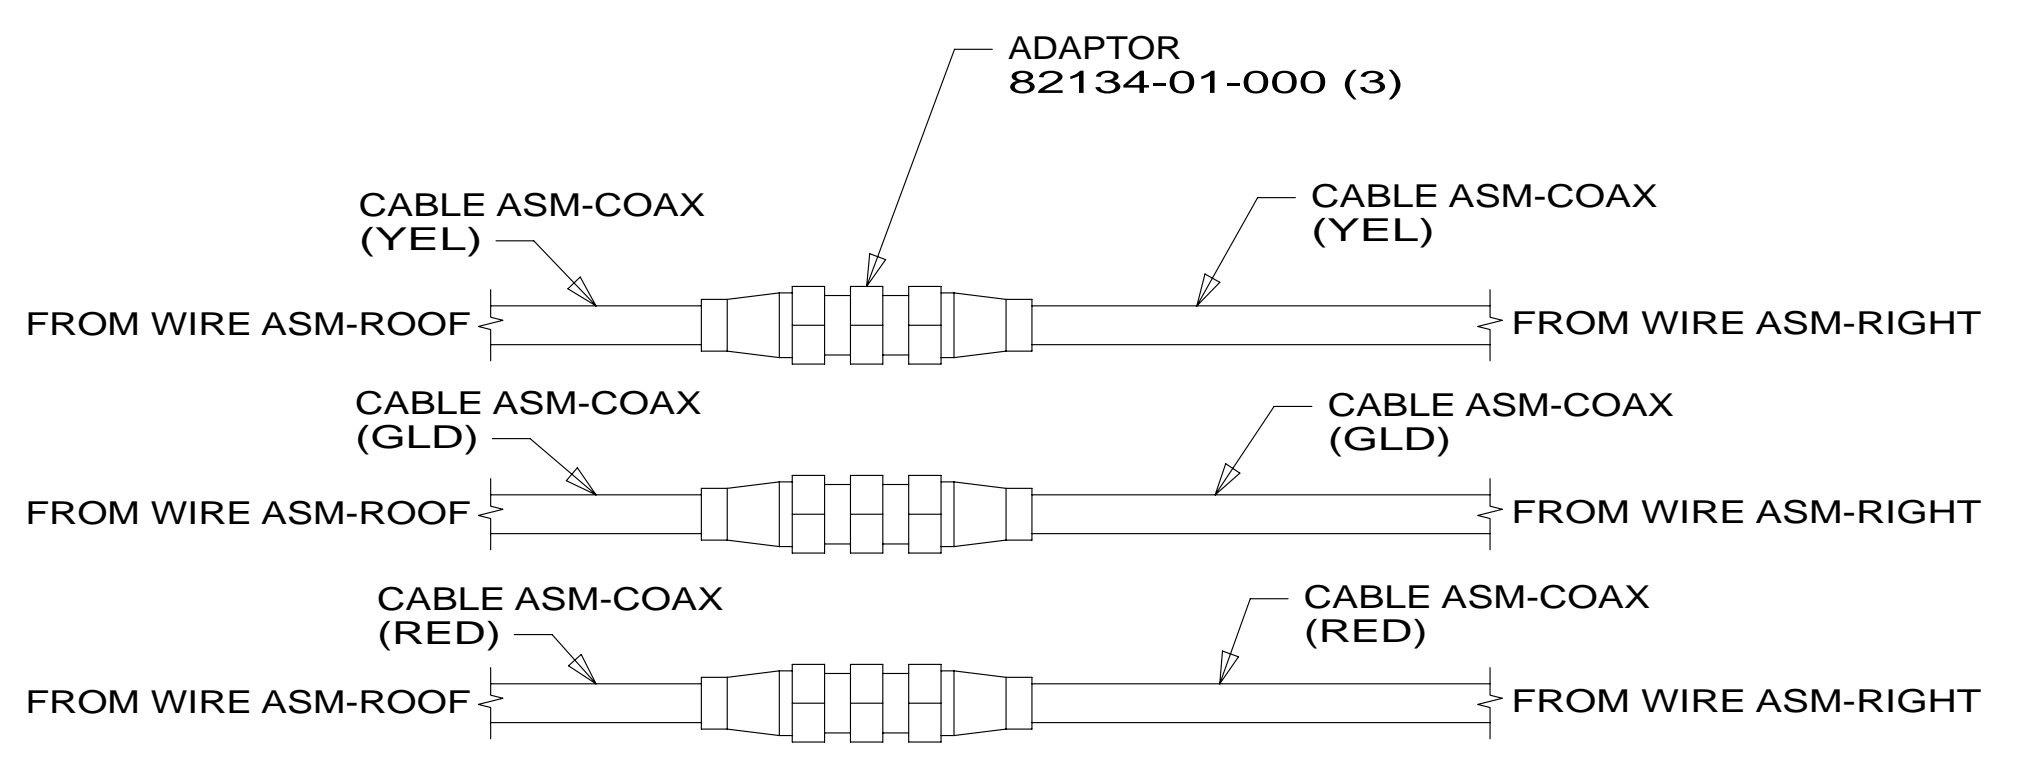 ADAPTOR
82134-01-000 (3)
CABLE ASM-COAX
(YEL)
CABLE ASM-COAX
(YEL)
FROM WIRE ASM-ROOF
FROM WIRE ASM-RIGHT
CABLE ASM-COAX
(GLD)
CABLE ASM-COAX
(GLD)
FROM WIRE ASM-ROOF
FROM WIRE ASM-RIGHT
CABLE ASM-COAX
(RED)
CABLE ASM-COAX
(RED)
FROM WIRE ASM-ROOF
FROM WIRE ASM-RIGHT